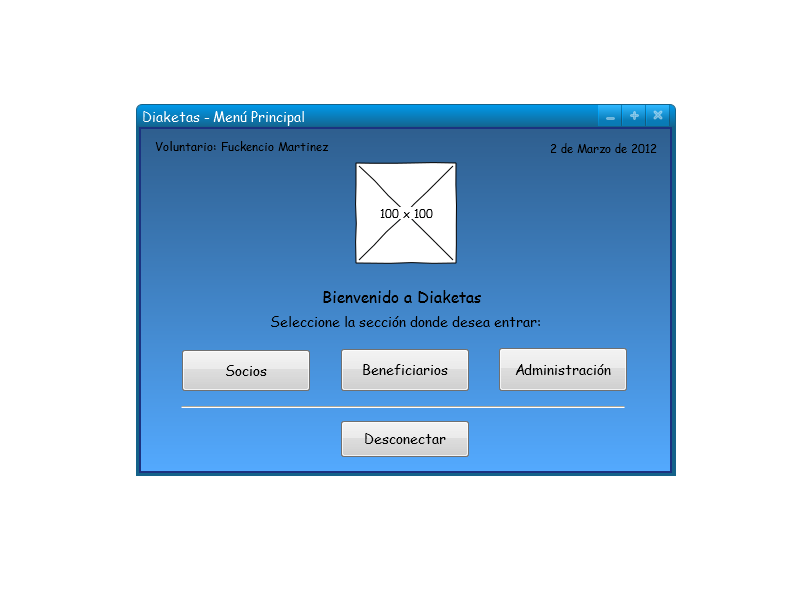 Diaketas - Menú Principal
Voluntario: Fuckencio Martinez
2 de Marzo de 2012
100 x 100
Bienvenido a Diaketas
Seleccione la sección donde desea entrar:
Socios
Beneficiarios
Administración
Desconectar